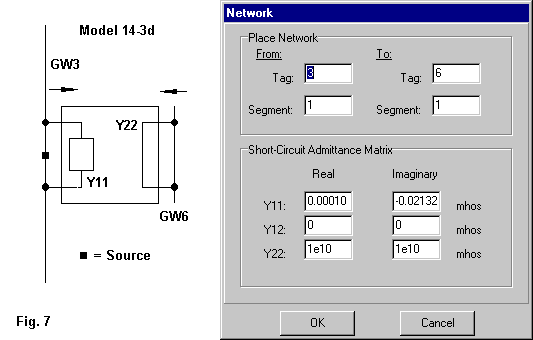 Model 14-3d
GW3
Y22
Y11
GW6
■ = Source
Fig. 7
Network
Place Network
From: To:
Tag: 3 Tag: 6
Segment: 1 Segment: 1
Short-Circuit Admittance Matrix
Real Imaginary
Y11: 0.00010 -0.02132 mhos
Y12: 0 0 mhos
Y22: 1e10 1e10 mhos
OK Cancel